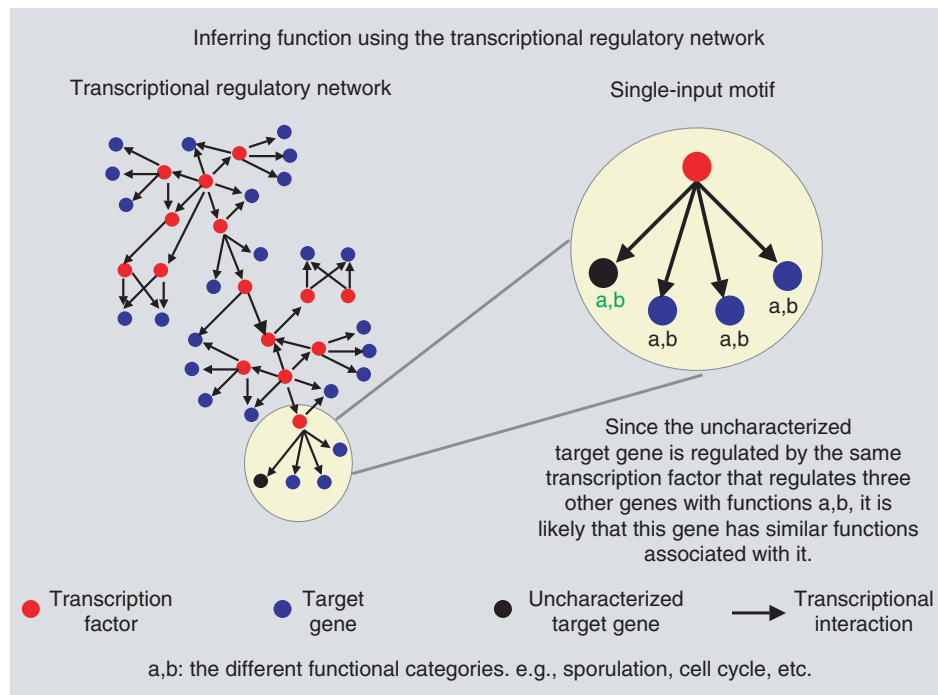 Inferring function using the transcriptional regulatory network
Transcriptional regulatory network
Single-input motif
a,b
a,b
a,b
a,b
Since the uncharacterized
target gene is regulated by the same
transcription factor that regulates three
other genes with functions a,b, it is
likely that this gene has similar functions
associated with it.
Transcription
factor
Target
gene
Uncharacterized
target gene
Transcriptional
interaction
a,b: the different functional categories. e.g., sporulation, cell cycle, etc.